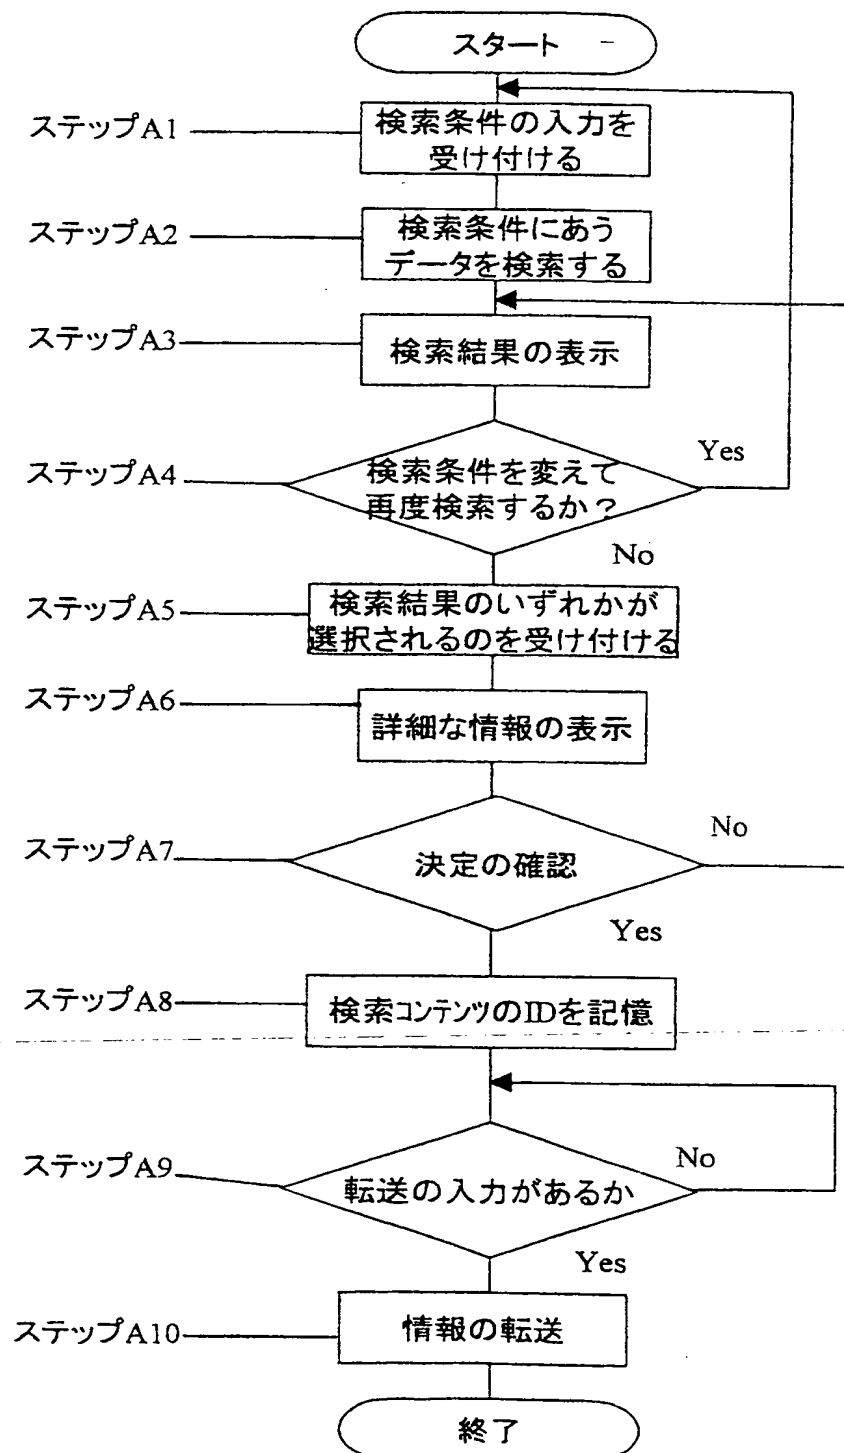 スタート
ステップA1
検索条件の入力を
受け付ける
ステップA2
検索条件にあう
データを検索する
ステップA3
検索結果の表示
ステップA4
検索条件を変えて
再度検索するか？
Yes
No
ステップA5
検索結果のいずれかが
選択されるのを受け付ける
ステップA6
詳細な情報の表示
ステップA7
決定の確認
No
Yes
ステップA8
検索コンテンツのIDを記憶
ステップA9
転送の入力があるか
No
Yes
ステップA10
情報の転送
終了